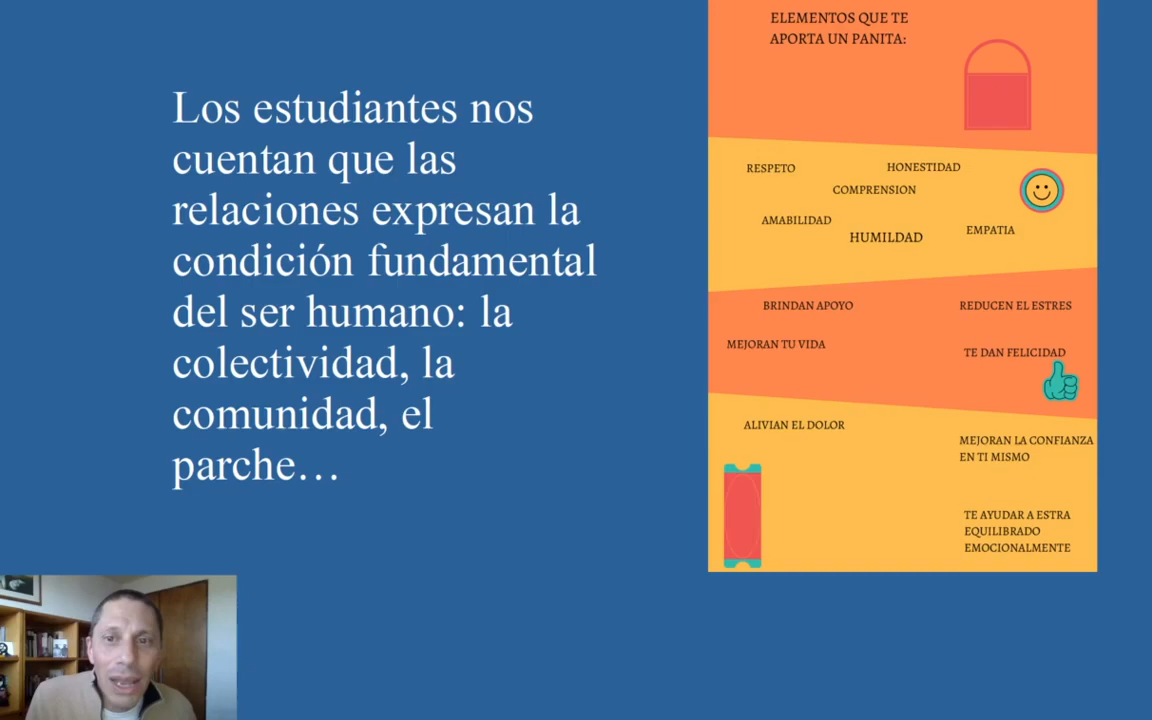 Los estudiantes nos
cuentan que las
relaciones expresan la
condición fundamental
del ser humano: la
colectividad, la
comunidad, el
parche…
ELEMENTOS QUE TE
APORTA UN PANITA:
RESPETO
HONESTIDAD
COMPRENSION
AMABILIDAD
HUMILDAD
EMPATIA
BRINDAN APOYO
REDUCEN EL ESTRES
MEJORAN TU VIDA
TE DAN FELICIDAD
ALIVIAN EL DOLOR
MEJORAN LA CONFIANZA
EN TI MISMO
TE AYUDAR A ESTRA
EQUILIBRADO
EMOCIONALMENTE